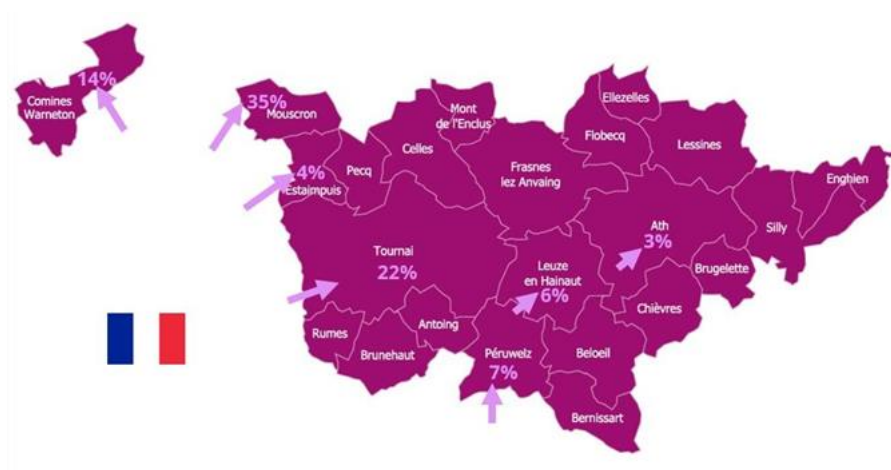 14%
Comines
Warneton
35%
Mouscron
4%
Estaimpuis
Pecq
Celles
Mont
de l'Enclus
Frasnes
lez Anvaing
Ellezelles
Flobecq
Lessines
Enghien
Silly
Ath
3%
Brugelette
Chièvres
Tournai
22%
Leuze
en Hainaut
6%
Rumes
Brunehaut
Antoing
Péruwelz
7%
Beloeil
Bernissart